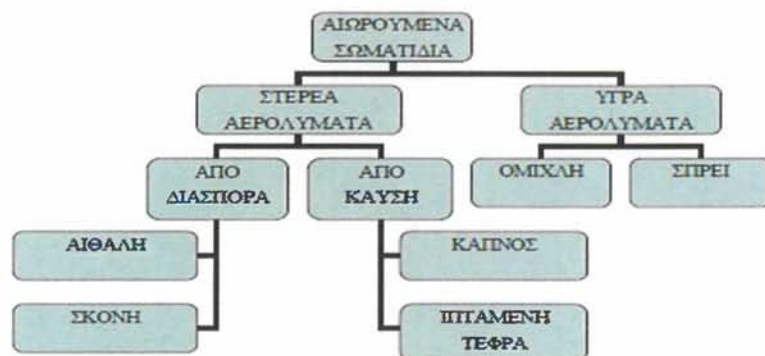 ΑΙΩΡΟΥΜΕΝΑ
ΣΩΜΑΤΙΔΙΑ
ΣΤΕΡΕΑ
ΑΕΡΟΛΥΜΑΤΑ
ΥΓΡΑ
ΑΕΡΟΛΥΜΑΤΑ
ΑΠΟ
ΔΙΑΣΠΟΡΑ
ΑΠΟ
ΚΑΥΣΗ
ΟΜΙΧΛΗ
ΣΠΡΕΙ
ΑΙΘΑΛΗ
ΚΑΠΝΟΣ
ΣΚΟΝΗ
ΙΠΤΑΜΕΝΗ
ΤΕΦΡΑ